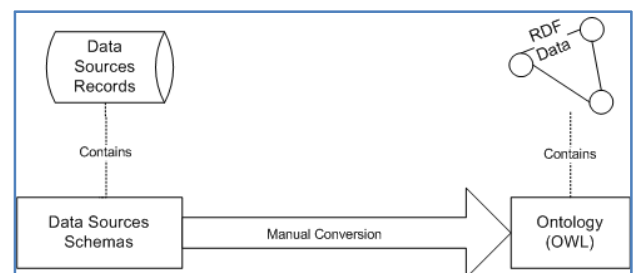 Data
Sources
Records
RDF
Data
Contains
Contains
Data Sources
Schemas
Manual Conversion
Ontology
(OWL)